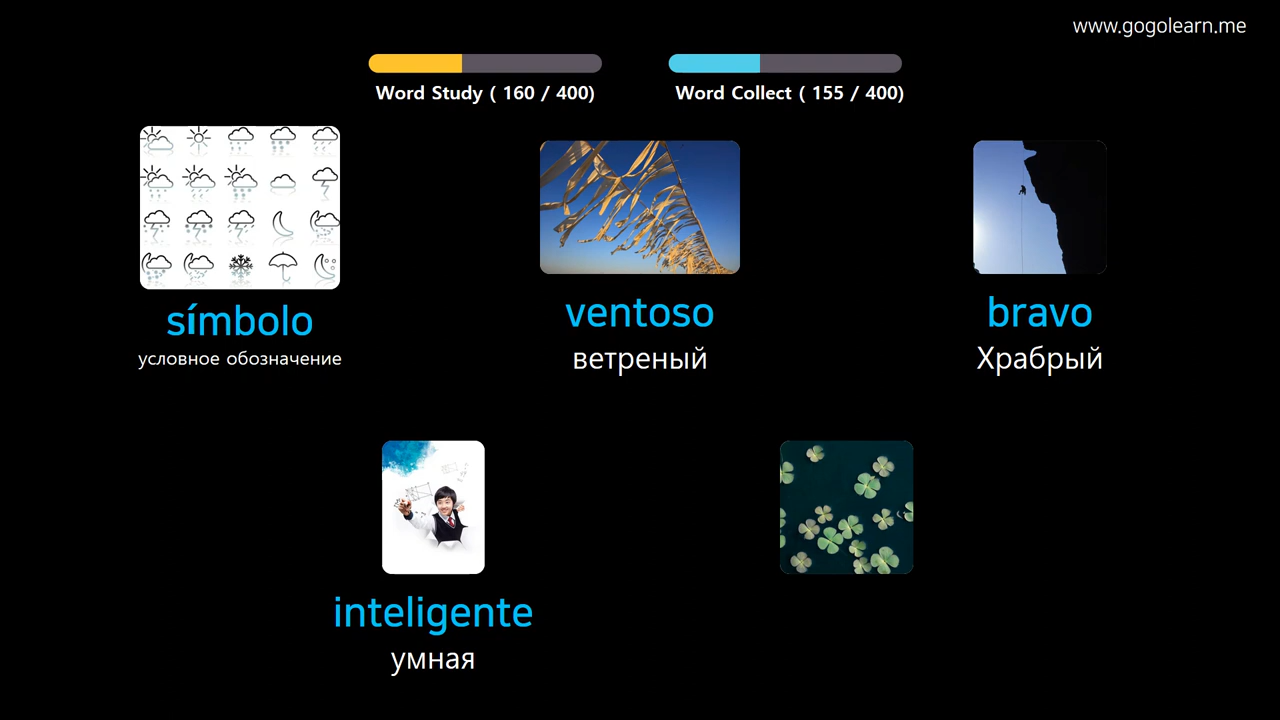 www.gogolearn.me
Word Study ( 160 / 400)
Word Collect ( 155 / 400)
símbolo
условное обозначение
ventoso
ветреный
bravo
Храбрый
inteligente
умная